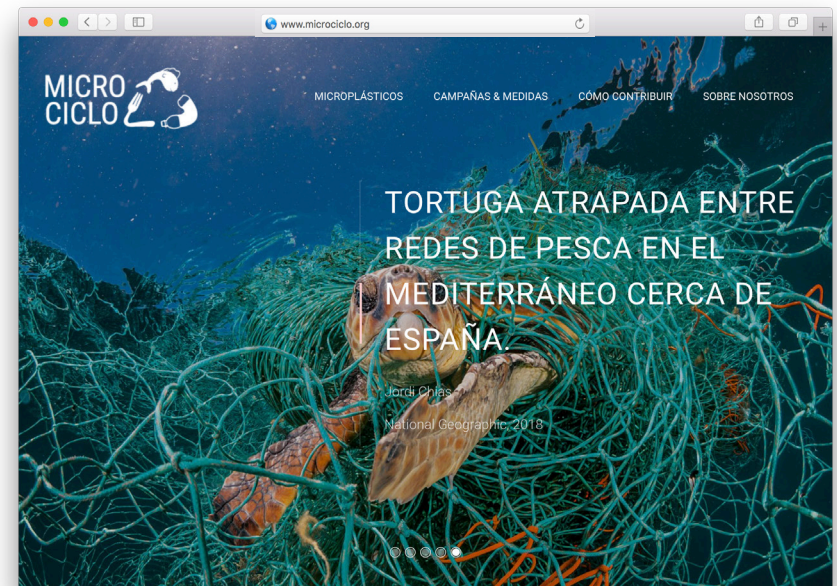 www.microciclo.org
MICRO
CICLO
MICROPLÁSTICOS CAMPAÑAS & MEDIDAS CÓMO CONTRIBUIR SOBRE NOSOTROS
TORTUGA ATRAPADA ENTRE
REDES DE PESCA EN EL
MEDITERRÁNEO CERCA DE
ESPAÑA.
Jordi Chias
National Geographic, 2018